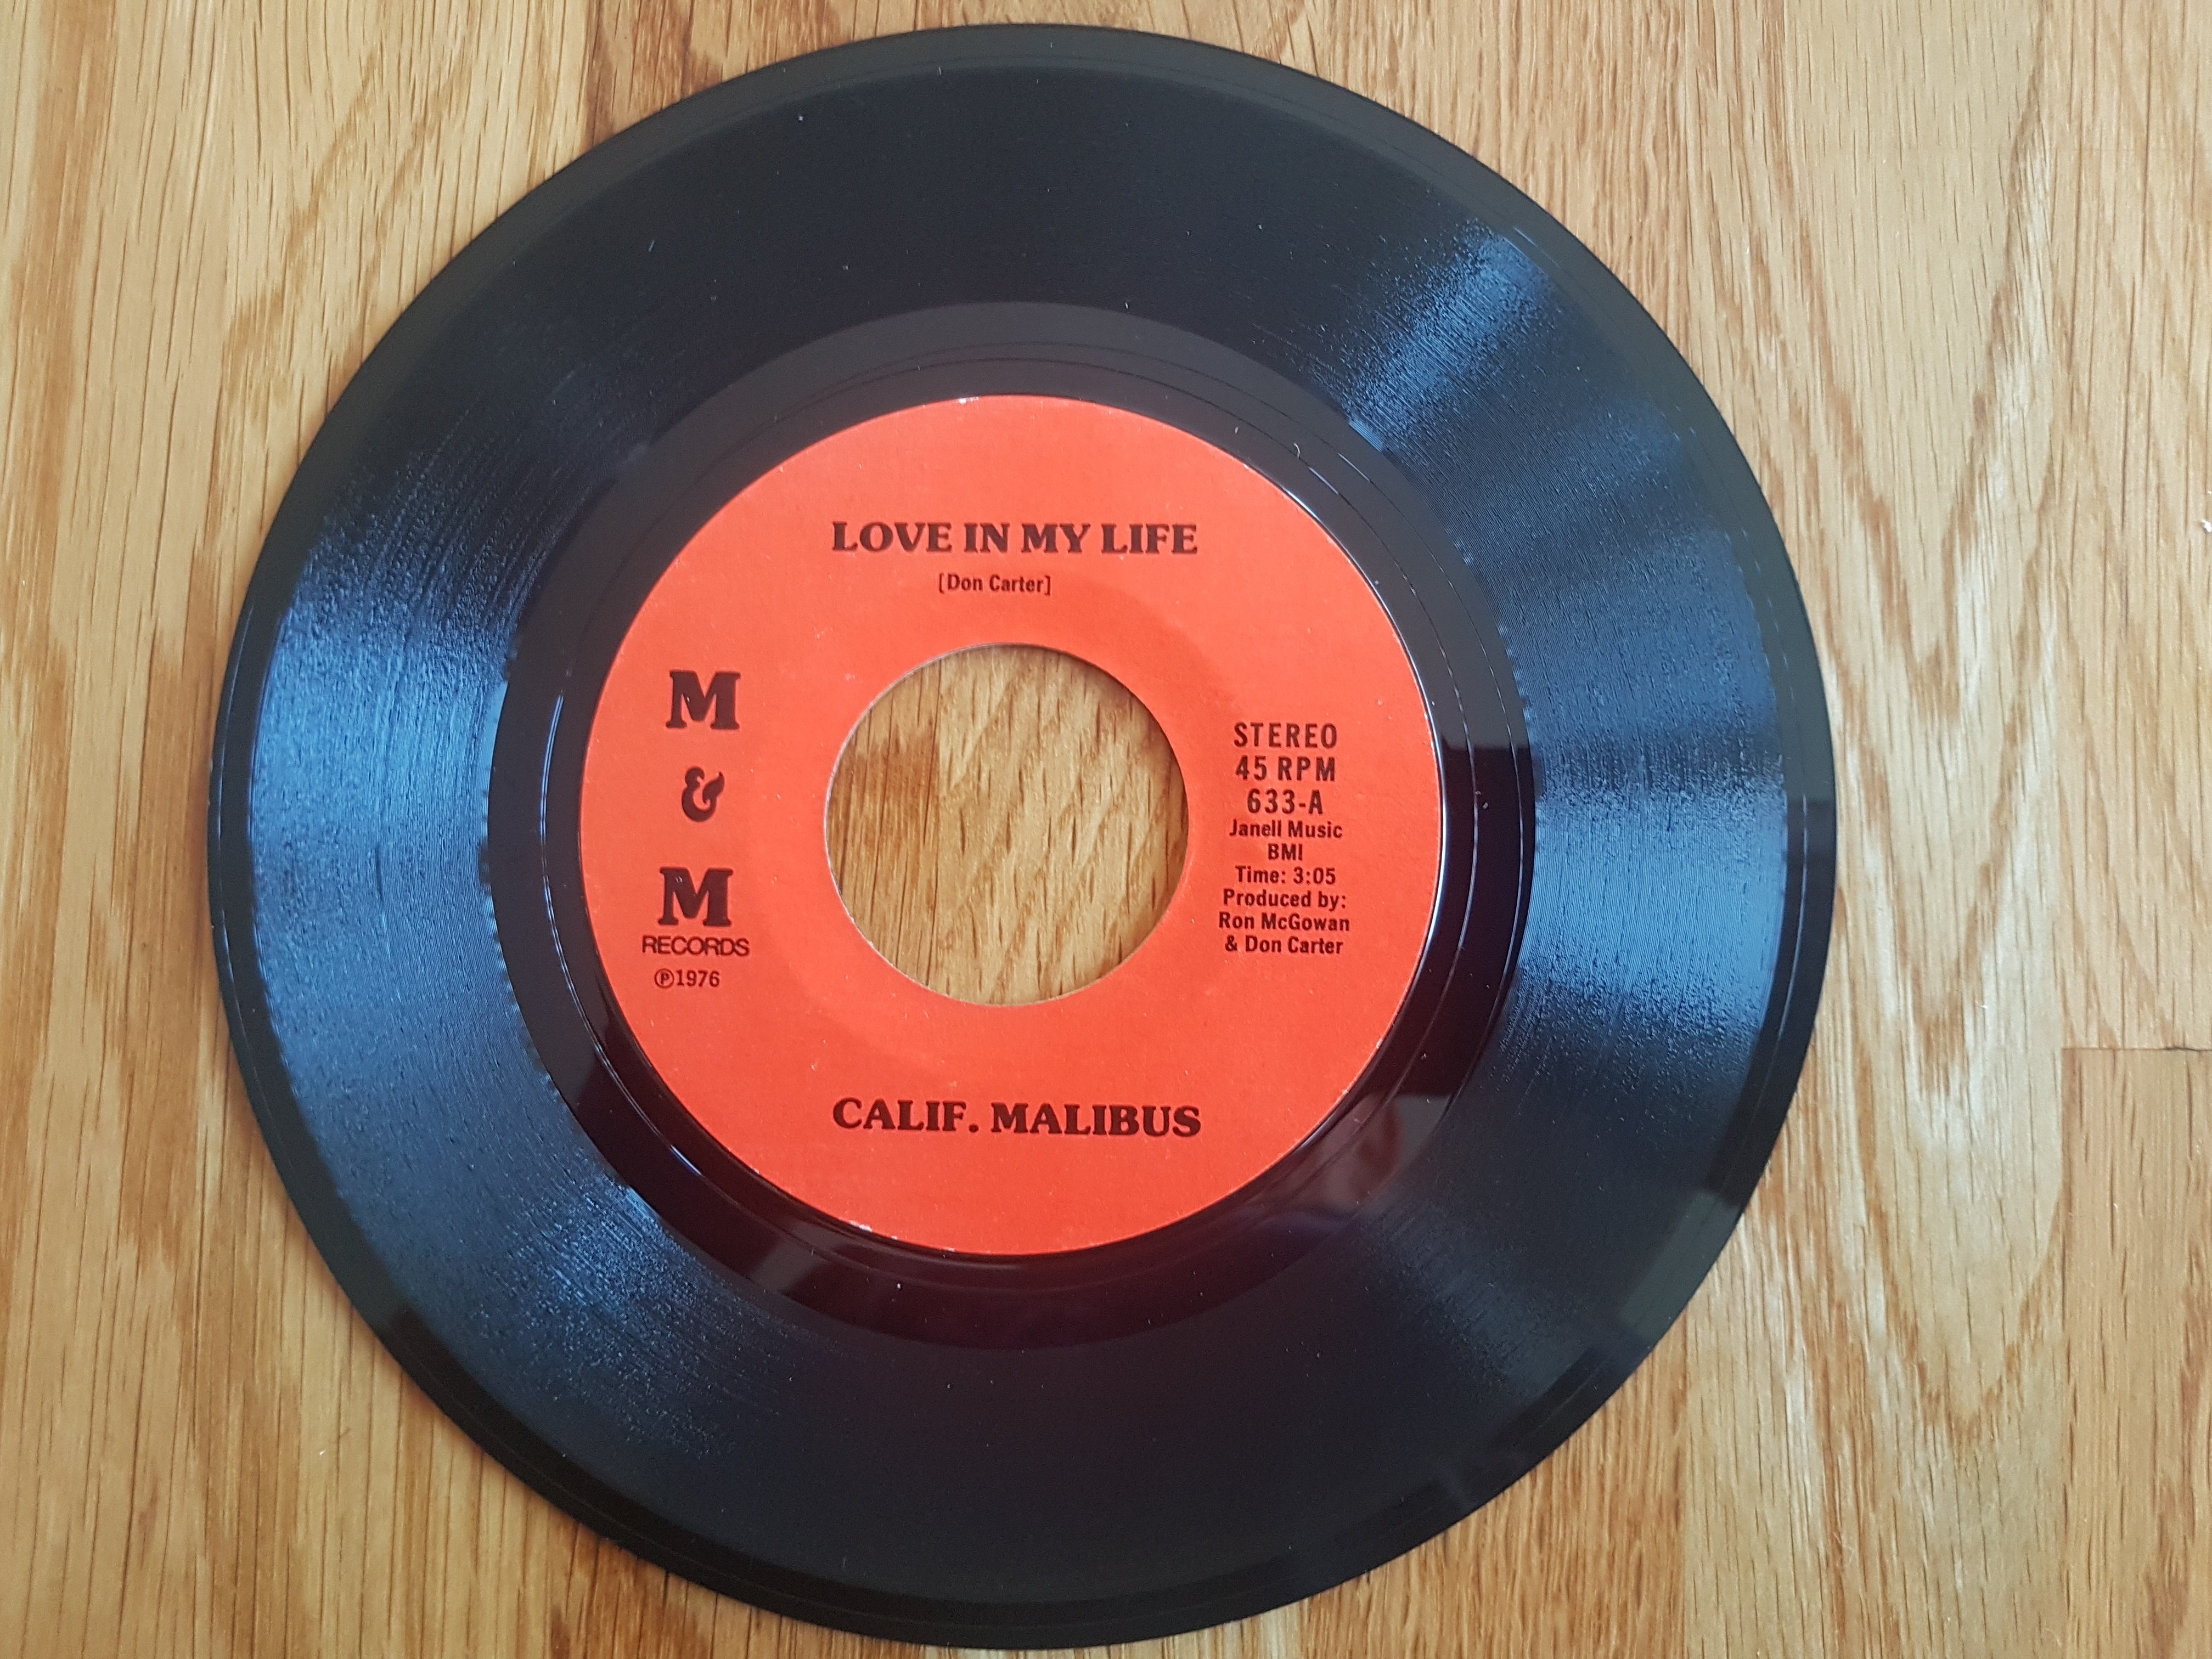 LOVE IN MY LIFE
[Don Carter]
M
&
M
RECORDS
℗1976
STEREO
45 RPM
633-A
Janell Music
BMI
Time: 3:05
Produced by:
Ron McGowan
& Don Carter
CALIF. MALIBUS